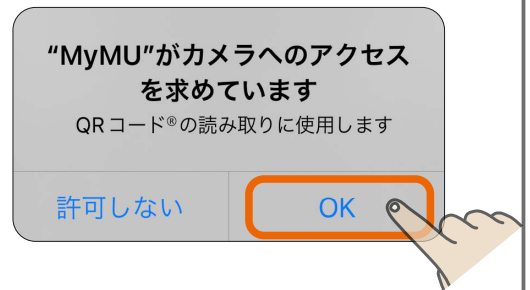 “MyMU”がカメラへのアクセス
を求めています
QRコード®の読み取りに使用します
許可しない
OK